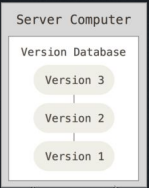 Server Computer
Version Database
Version 3
Version 2
Version 1